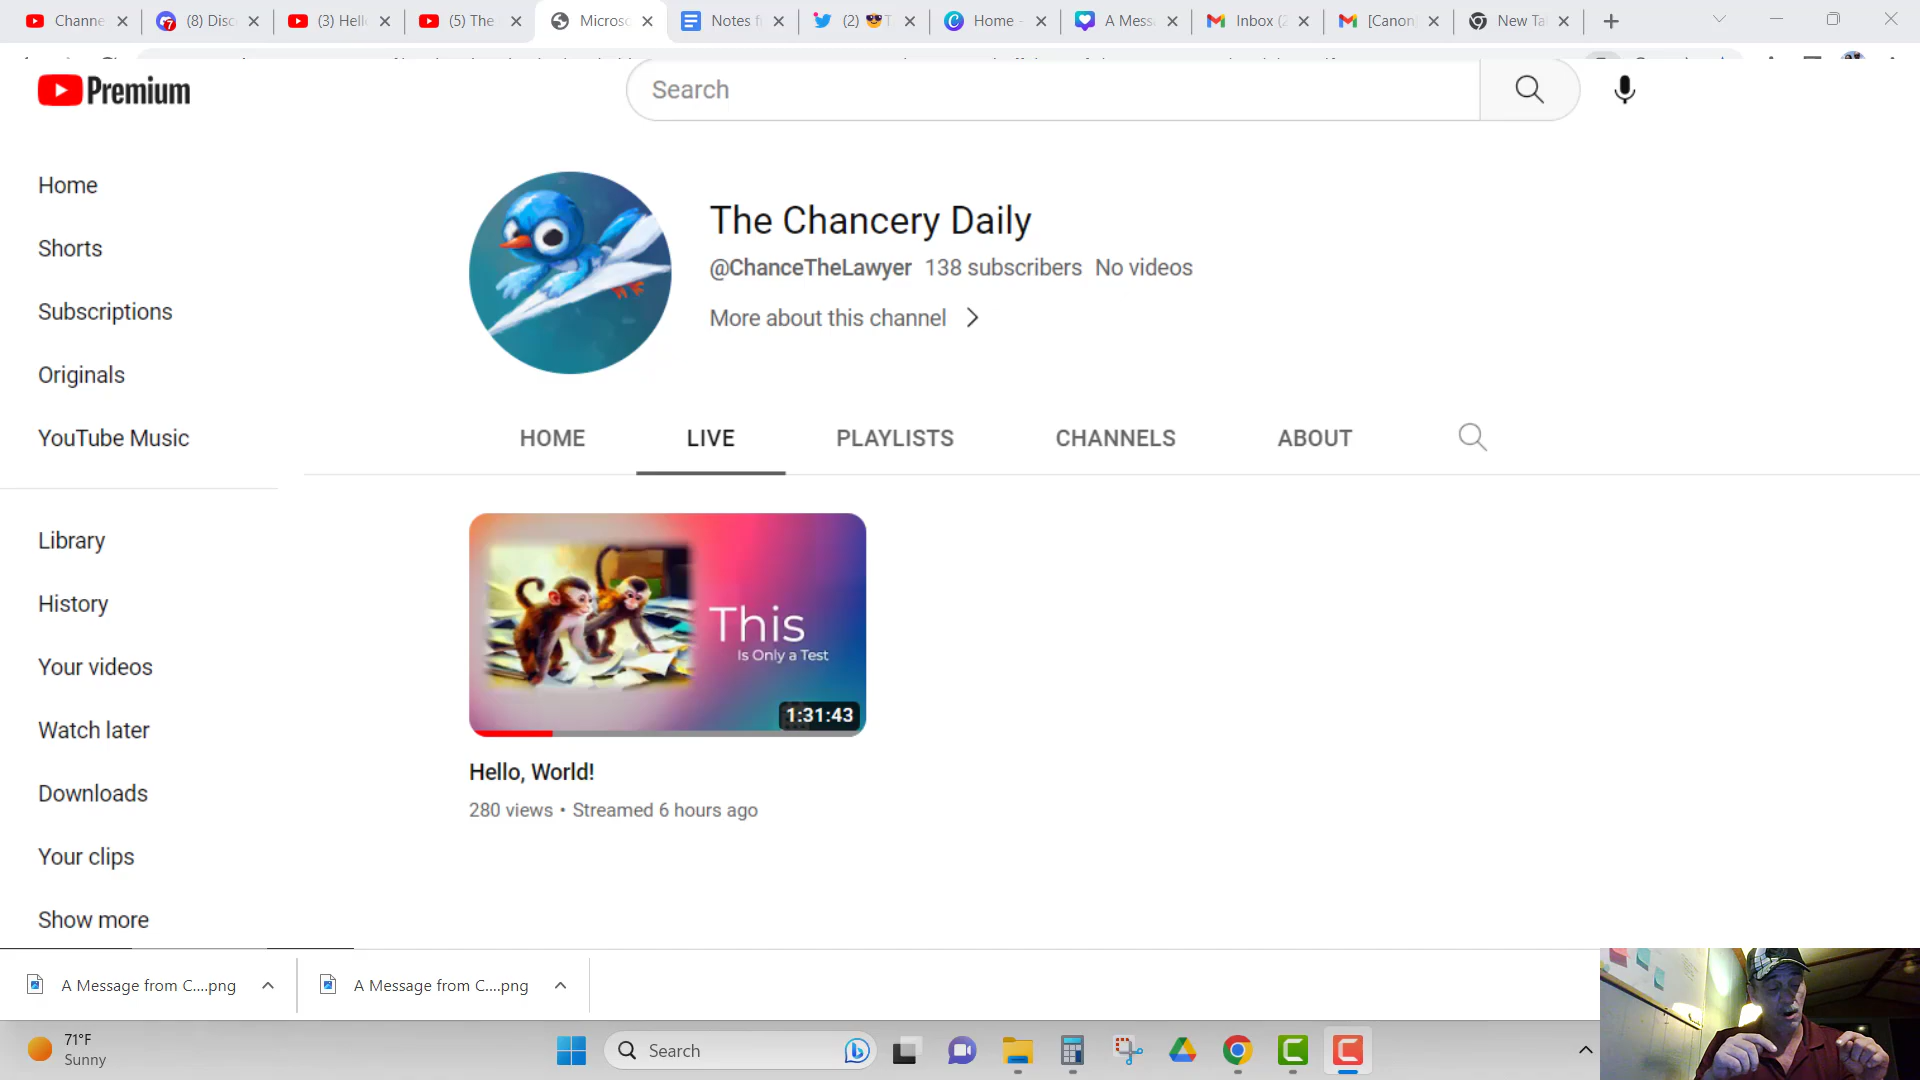 Channe
(8) Disc
(3) Hell
(5) The
Microso
Notes f
(2) 😎 T
Home -
A Mess
Inbox (2
[Canon
New Ta
Premium
Search
Home
Shorts
Subscriptions
Originals
YouTube Music
Library
History
Your videos
Watch later
Downloads
Your clips
Show more
The Chancery Daily
@ChanceTheLawyer 138 subscribers No videos
More about this channel
HOME LIVE PLAYLISTS CHANNELS ABOUT
This
Is Only a Test
1:31:43
Hello, World!
280 views • Streamed 6 hours ago
A Message from C....png
A Message from C....png
71°F
Sunny
Search